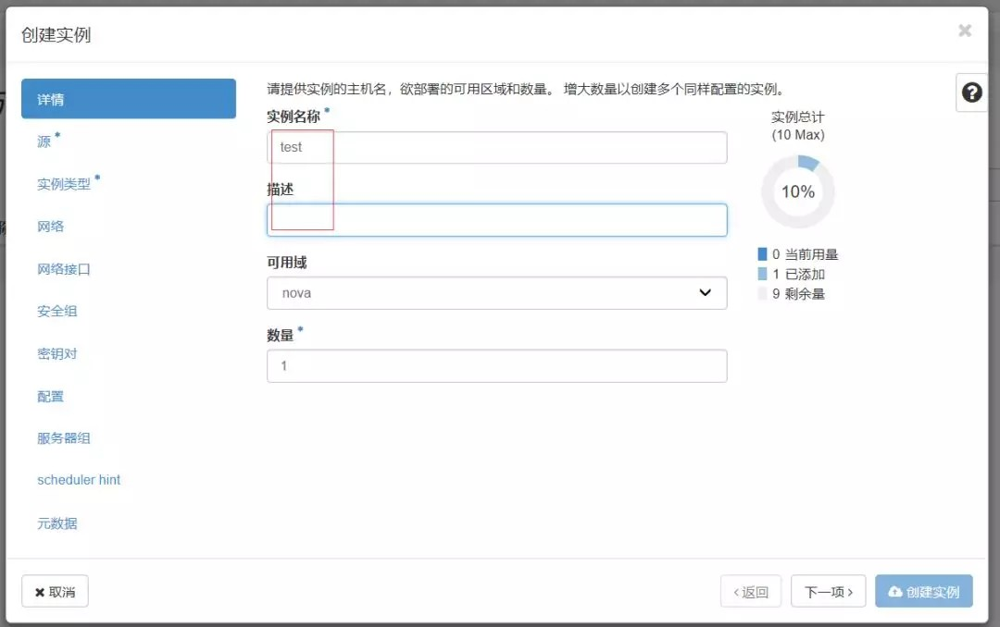 创建实例
详情
源 *
实例类型 *
网络
网络接口
安全组
密钥对
配置
服务器组
scheduler hint
元数据
请提供实例的主机名，欲部署的可用区域和数量。 增大数量以创建多个同样配置的实例。
实例名称 *
test
描述
可用域
nova
数量 *
1
实例总计
(10 Max)
10%
0 当前用量
1 已添加
9 剩余量
取消
‹返回
下一项›
创建实例